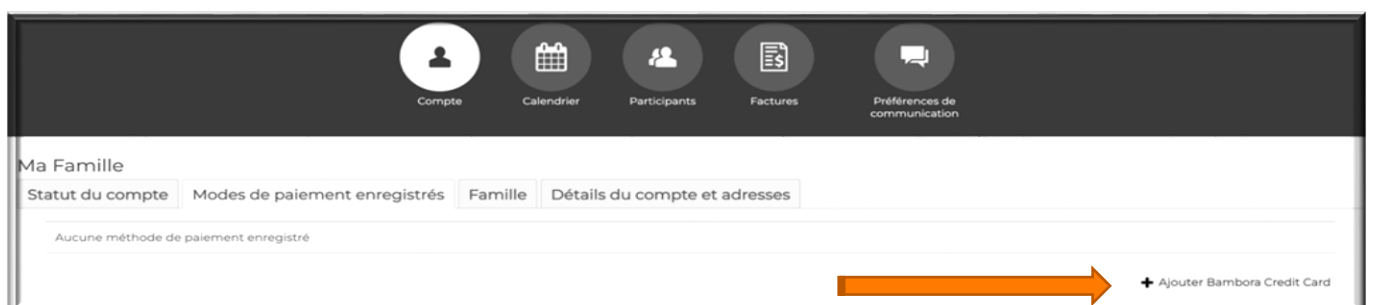 Compte Calendrier Participants Factures Préférences de
communication
Ma Famille
Statut du compte Modes de paiement enregistrés Famille Détails du compte et adresses
Aucune méthode de paiement enregistré
+ Ajouter Bambora Credit Card